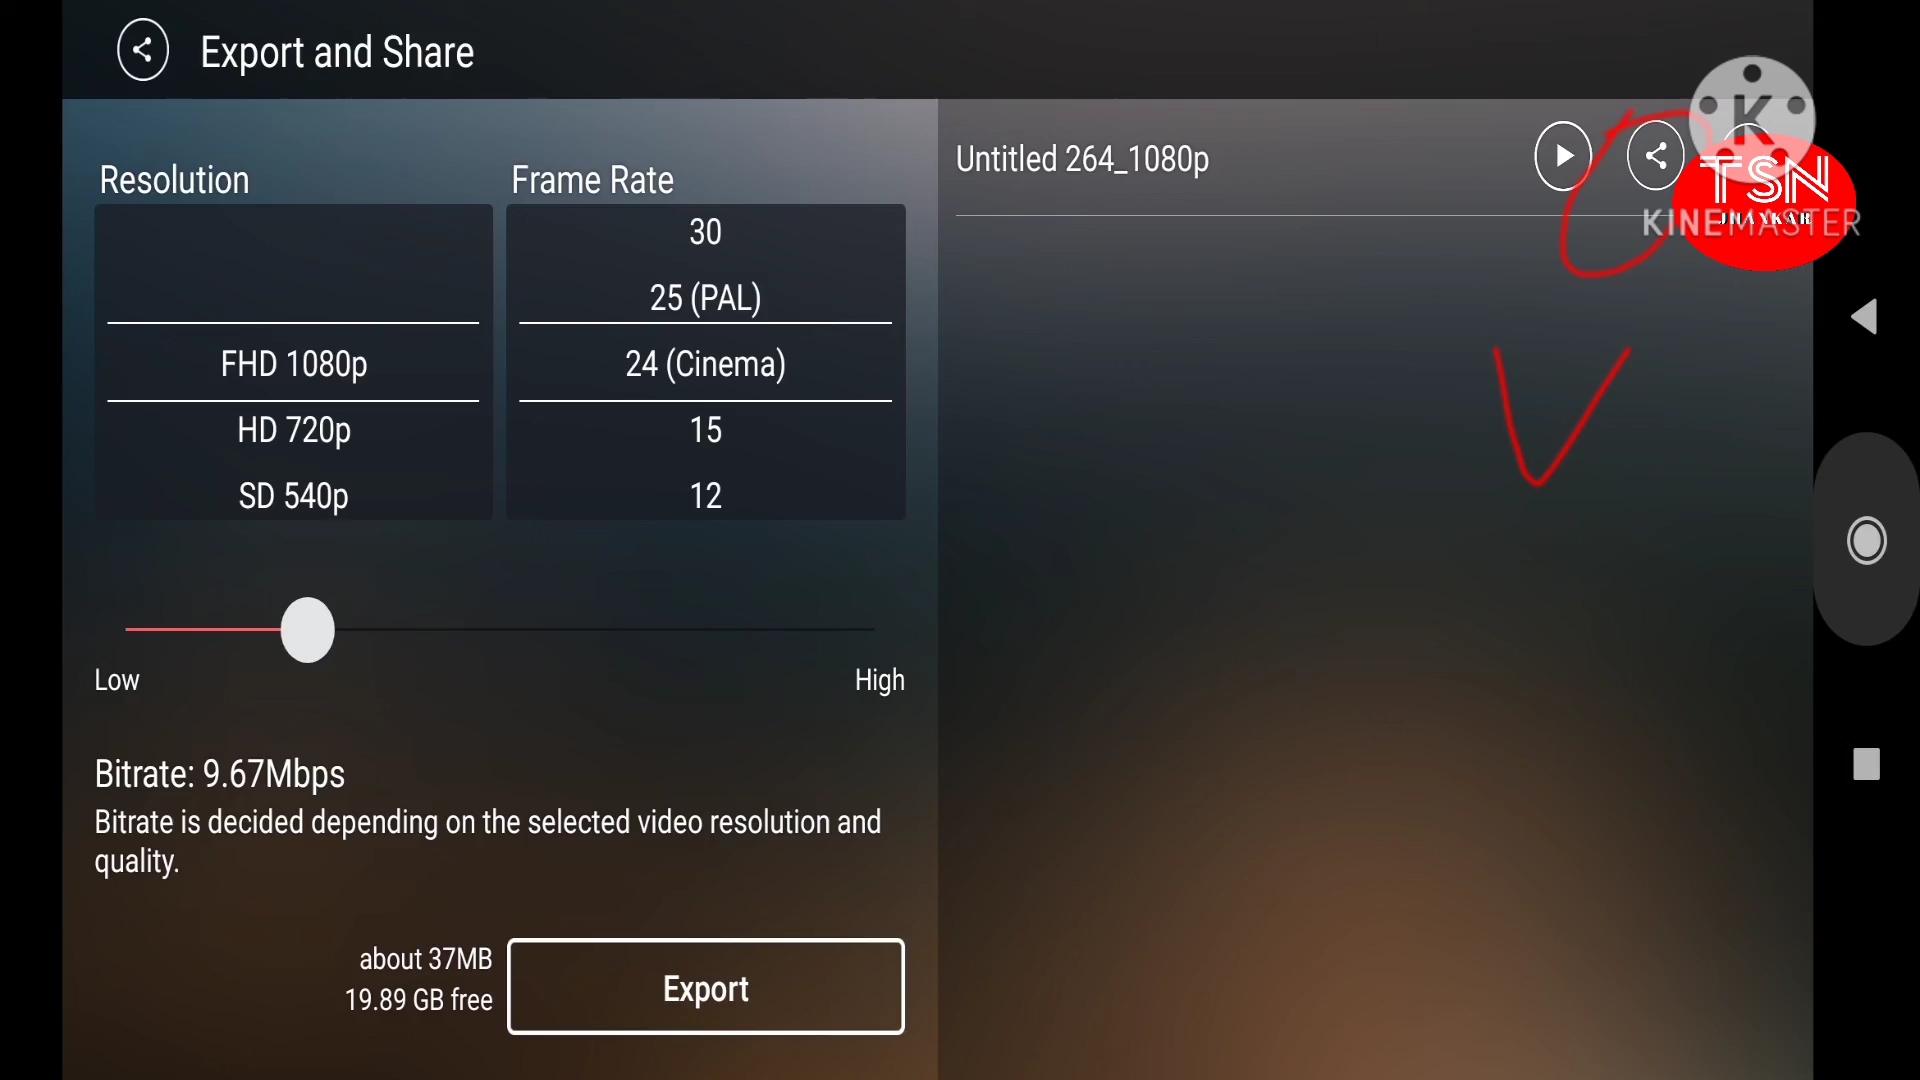 Export and Share
Resolution
Frame Rate
FHD 1080p
HD 720p
SD 540p
30
25 (PAL)
24 (Cinema)
15
12
Low
High
Bitrate: 9.67Mbps
Bitrate is decided depending on the selected video resolution and
quality.
about 37MB
19.89 GB free
Export
Untitled 264_1080p
K
TSN
KINEMASTER